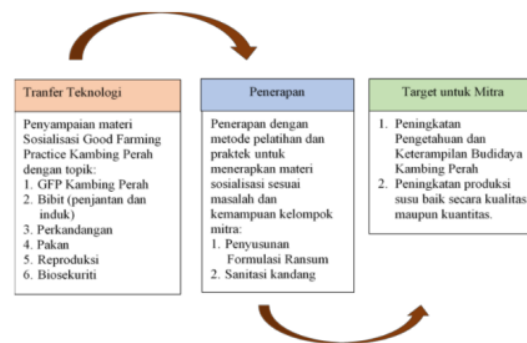 Tranfer Teknologi
Penyampaian materi
Sosialisasi Good Farming
Practice Kambing Perah
dengan topik:
1. GFP Kambing Perah
2. Bibit (penjantan dan
induk)
3. Perkandangan
4. Pakan
5. Reproduksi
6. Biosekuriti
Penerapan
Penerapan dengan
metode pelatihan dan
praktek untuk
menerapkan materi
sosialisasi sesuai
masalah dan
kemampuan kelompok
mitra:
1. Penyusunan
Formulasi Ransum
2. Sanitasi kandang
Target untuk Mitra
1. Peningkatan
Pengetahuan dan
Keterampilan Budidaya
Kambing Perah
2. Peningkatan produksi
susu baik secara kualitas
maupun kuantitas.